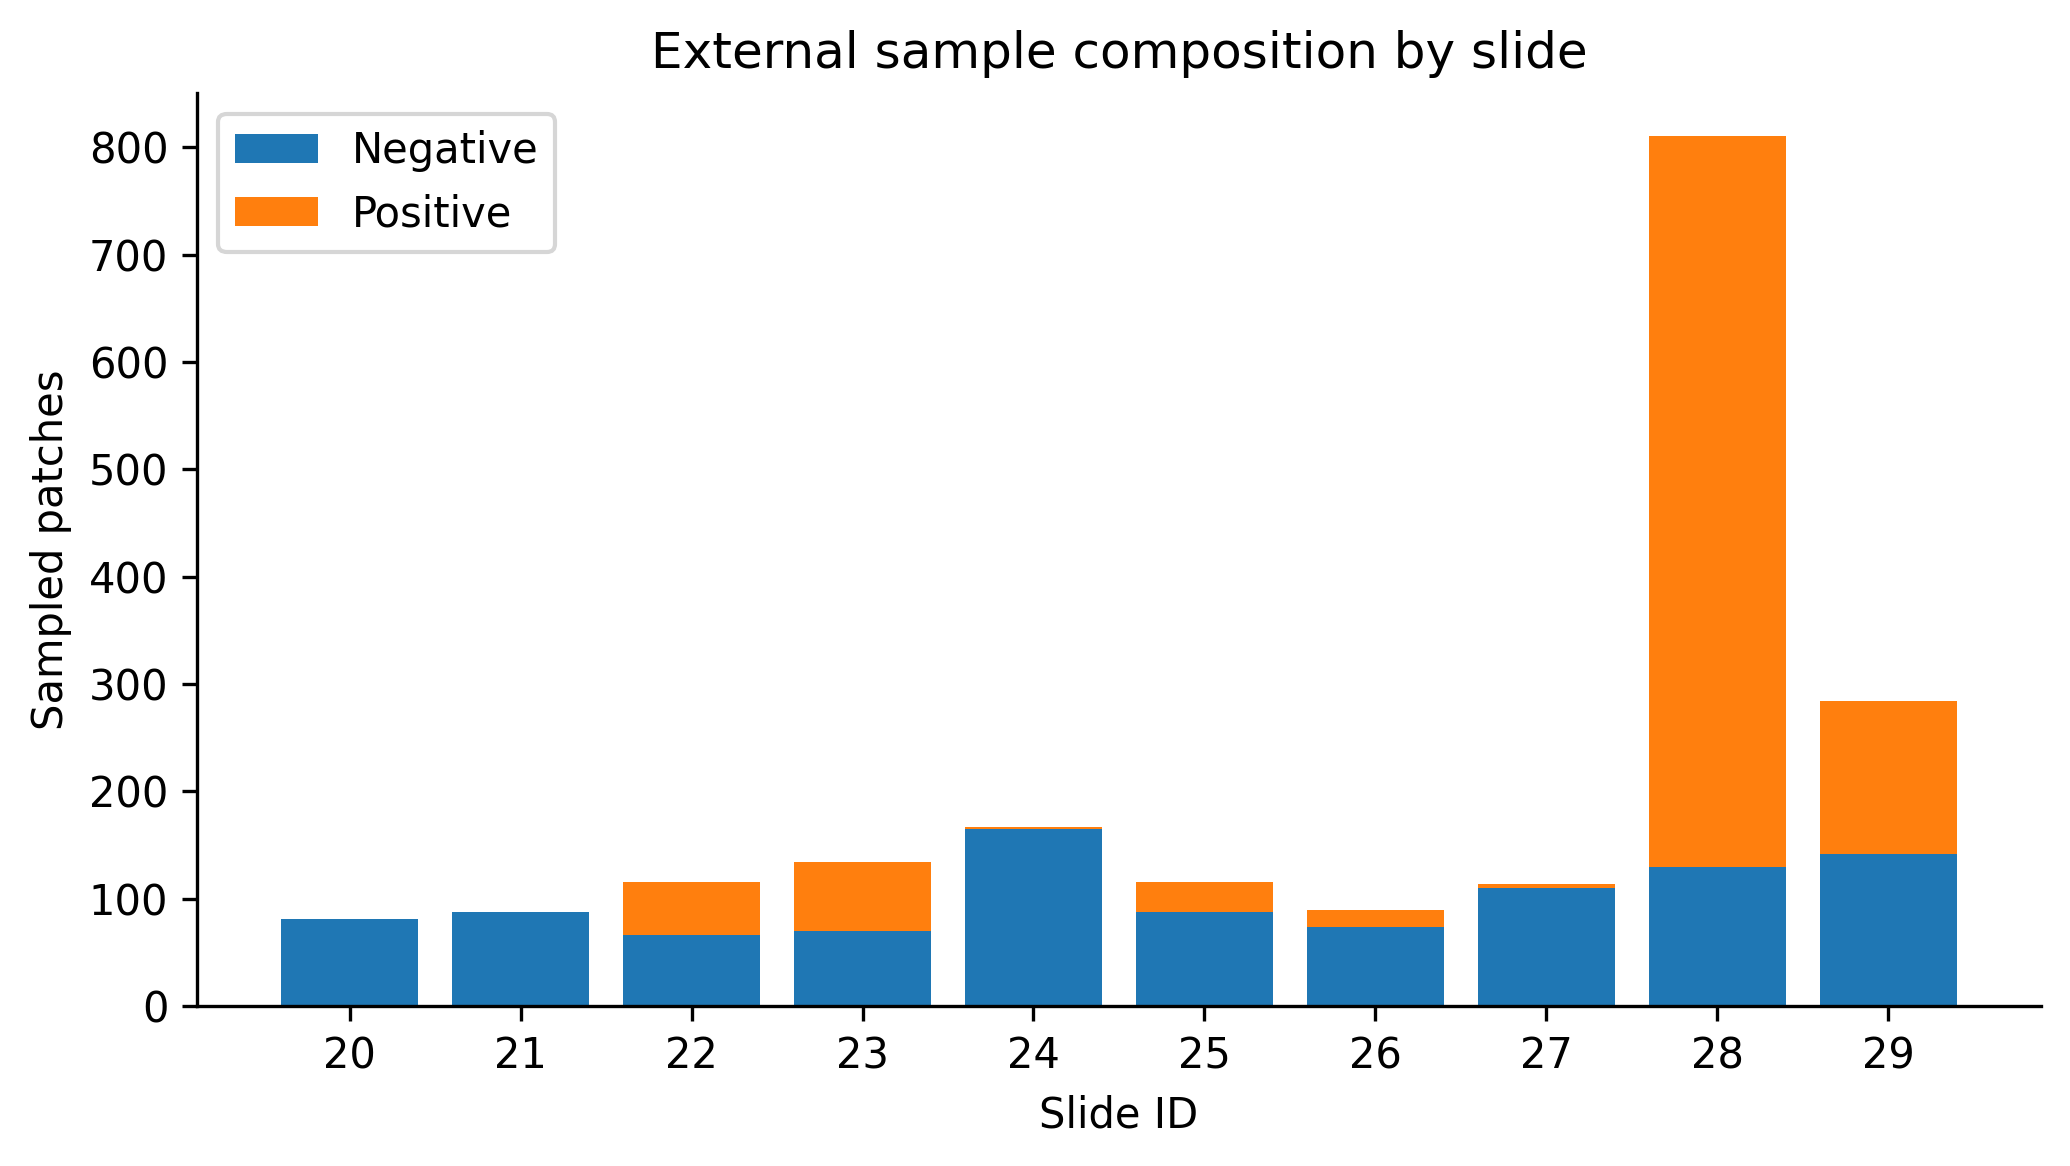 External sample composition by slide
Negative
Positive
800
700
600
500
400
300
200
100
0
Sampled patches
20 21 22 23 24 25 26 27 28 29
Slide ID